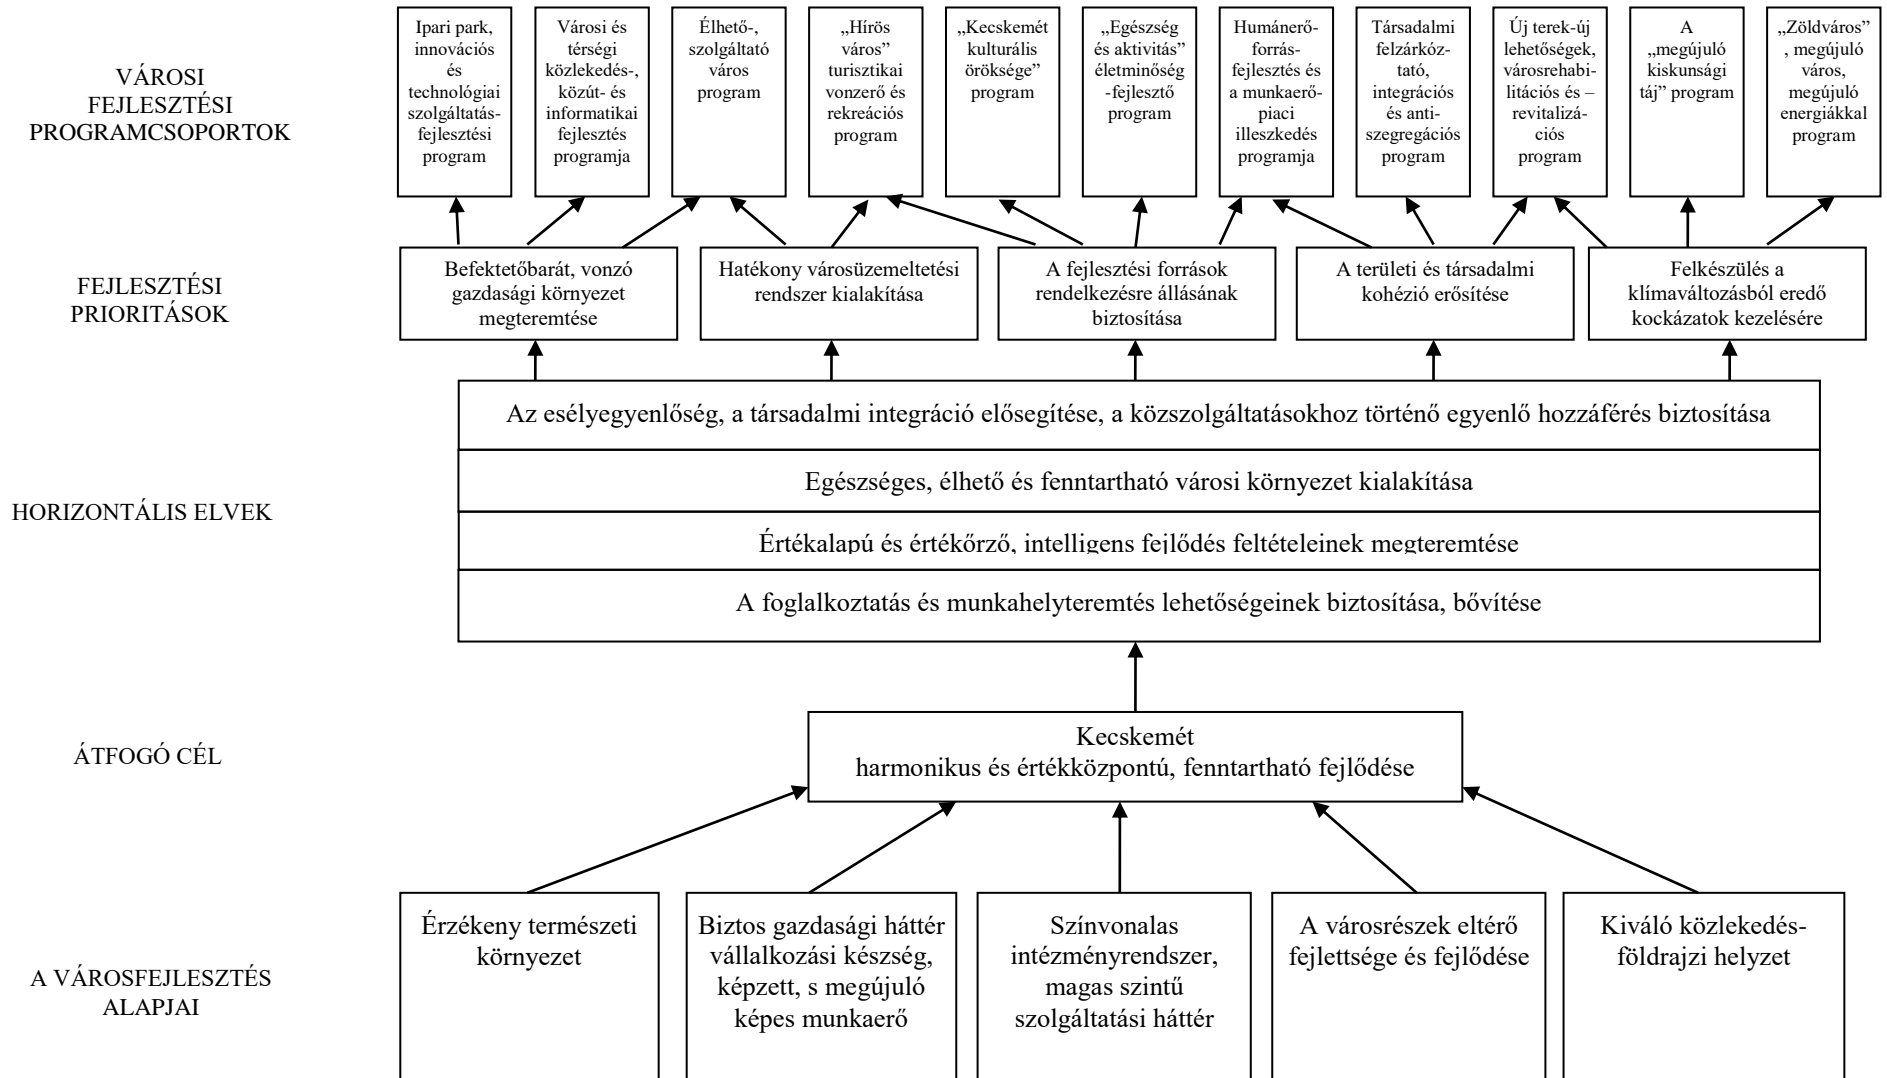 VÁROSI
FEJLESZTÉSI
PROGRAMCSOPORTOK
Ipari park,
innovációs
és
technológiai
szolgáltatás-
fejlesztési
program
Városi és
térségi
közlekedés-,
közút- és
informatikai
fejlesztés
programja
Élhető-,
szolgáltató
város
program
„Hírös
város”
turisztikai
vonzerő és
rekreációs
program
„Kecskemét
kulturális
öröksége”
program
„Egészség
és aktivitás”
életminőség
-fejlesztő
program
Humánerő-
forrás-
fejlesztés és
a munkaerő-
piaci
illeszkedés
programja
Társadalmi
felzárkóz-
tató,
integrációs
és anti-
szegregációs
program
Új terek-új
lehetőségek,
városrehabi-
litációs és –
revitalizá-
ciós
program
A
„megújuló
kiskunsági
táj” program
„Zöldváros”
, megújuló
város,
megújuló
energiákkal
program
FEJLESZTÉSI
PRIORITÁSOK
Befektetőbarát, vonzó
gazdasági környezet
megteremtése
Hatékony városüzemeltetési
rendszer kialakítása
A fejlesztési források
rendelkezésre állásának
biztosítása
A területi és társadalmi
kohézió erősítése
Felkészülés a
klímaváltozásból eredő
kockázatok kezelésére
HORIZONTÁLIS ELVEK
Az esélyegyenlőség, a társadalmi integráció elősegítése, a közszolgáltatásokhoz történő egyenlő hozzáférés biztosítása
Egészséges, élhető és fenntartható városi környezet kialakítása
Értékalapú és értékőrző, intelligens fejlődés feltételeinek megteremtése
A foglalkoztatás és munkahelyteremtés lehetőségeinek biztosítása, bővítése
ÁTFOGÓ CÉL
Kecskemét
harmonikus és értékközpontú, fenntartható fejlődése
A VÁROSFEJLESZTÉS
ALAPJAI
Érzékeny természeti
környezet
Biztos gazdasági háttér
vállalkozási készség,
képzett, s megújuló
képes munkaerő
Színvonalas
intézményrendszer,
magas szintű
szolgáltatási háttér
A városrészek eltérő
fejlettsége és fejlődése
Kiváló közlekedés-
földrajzi helyzet